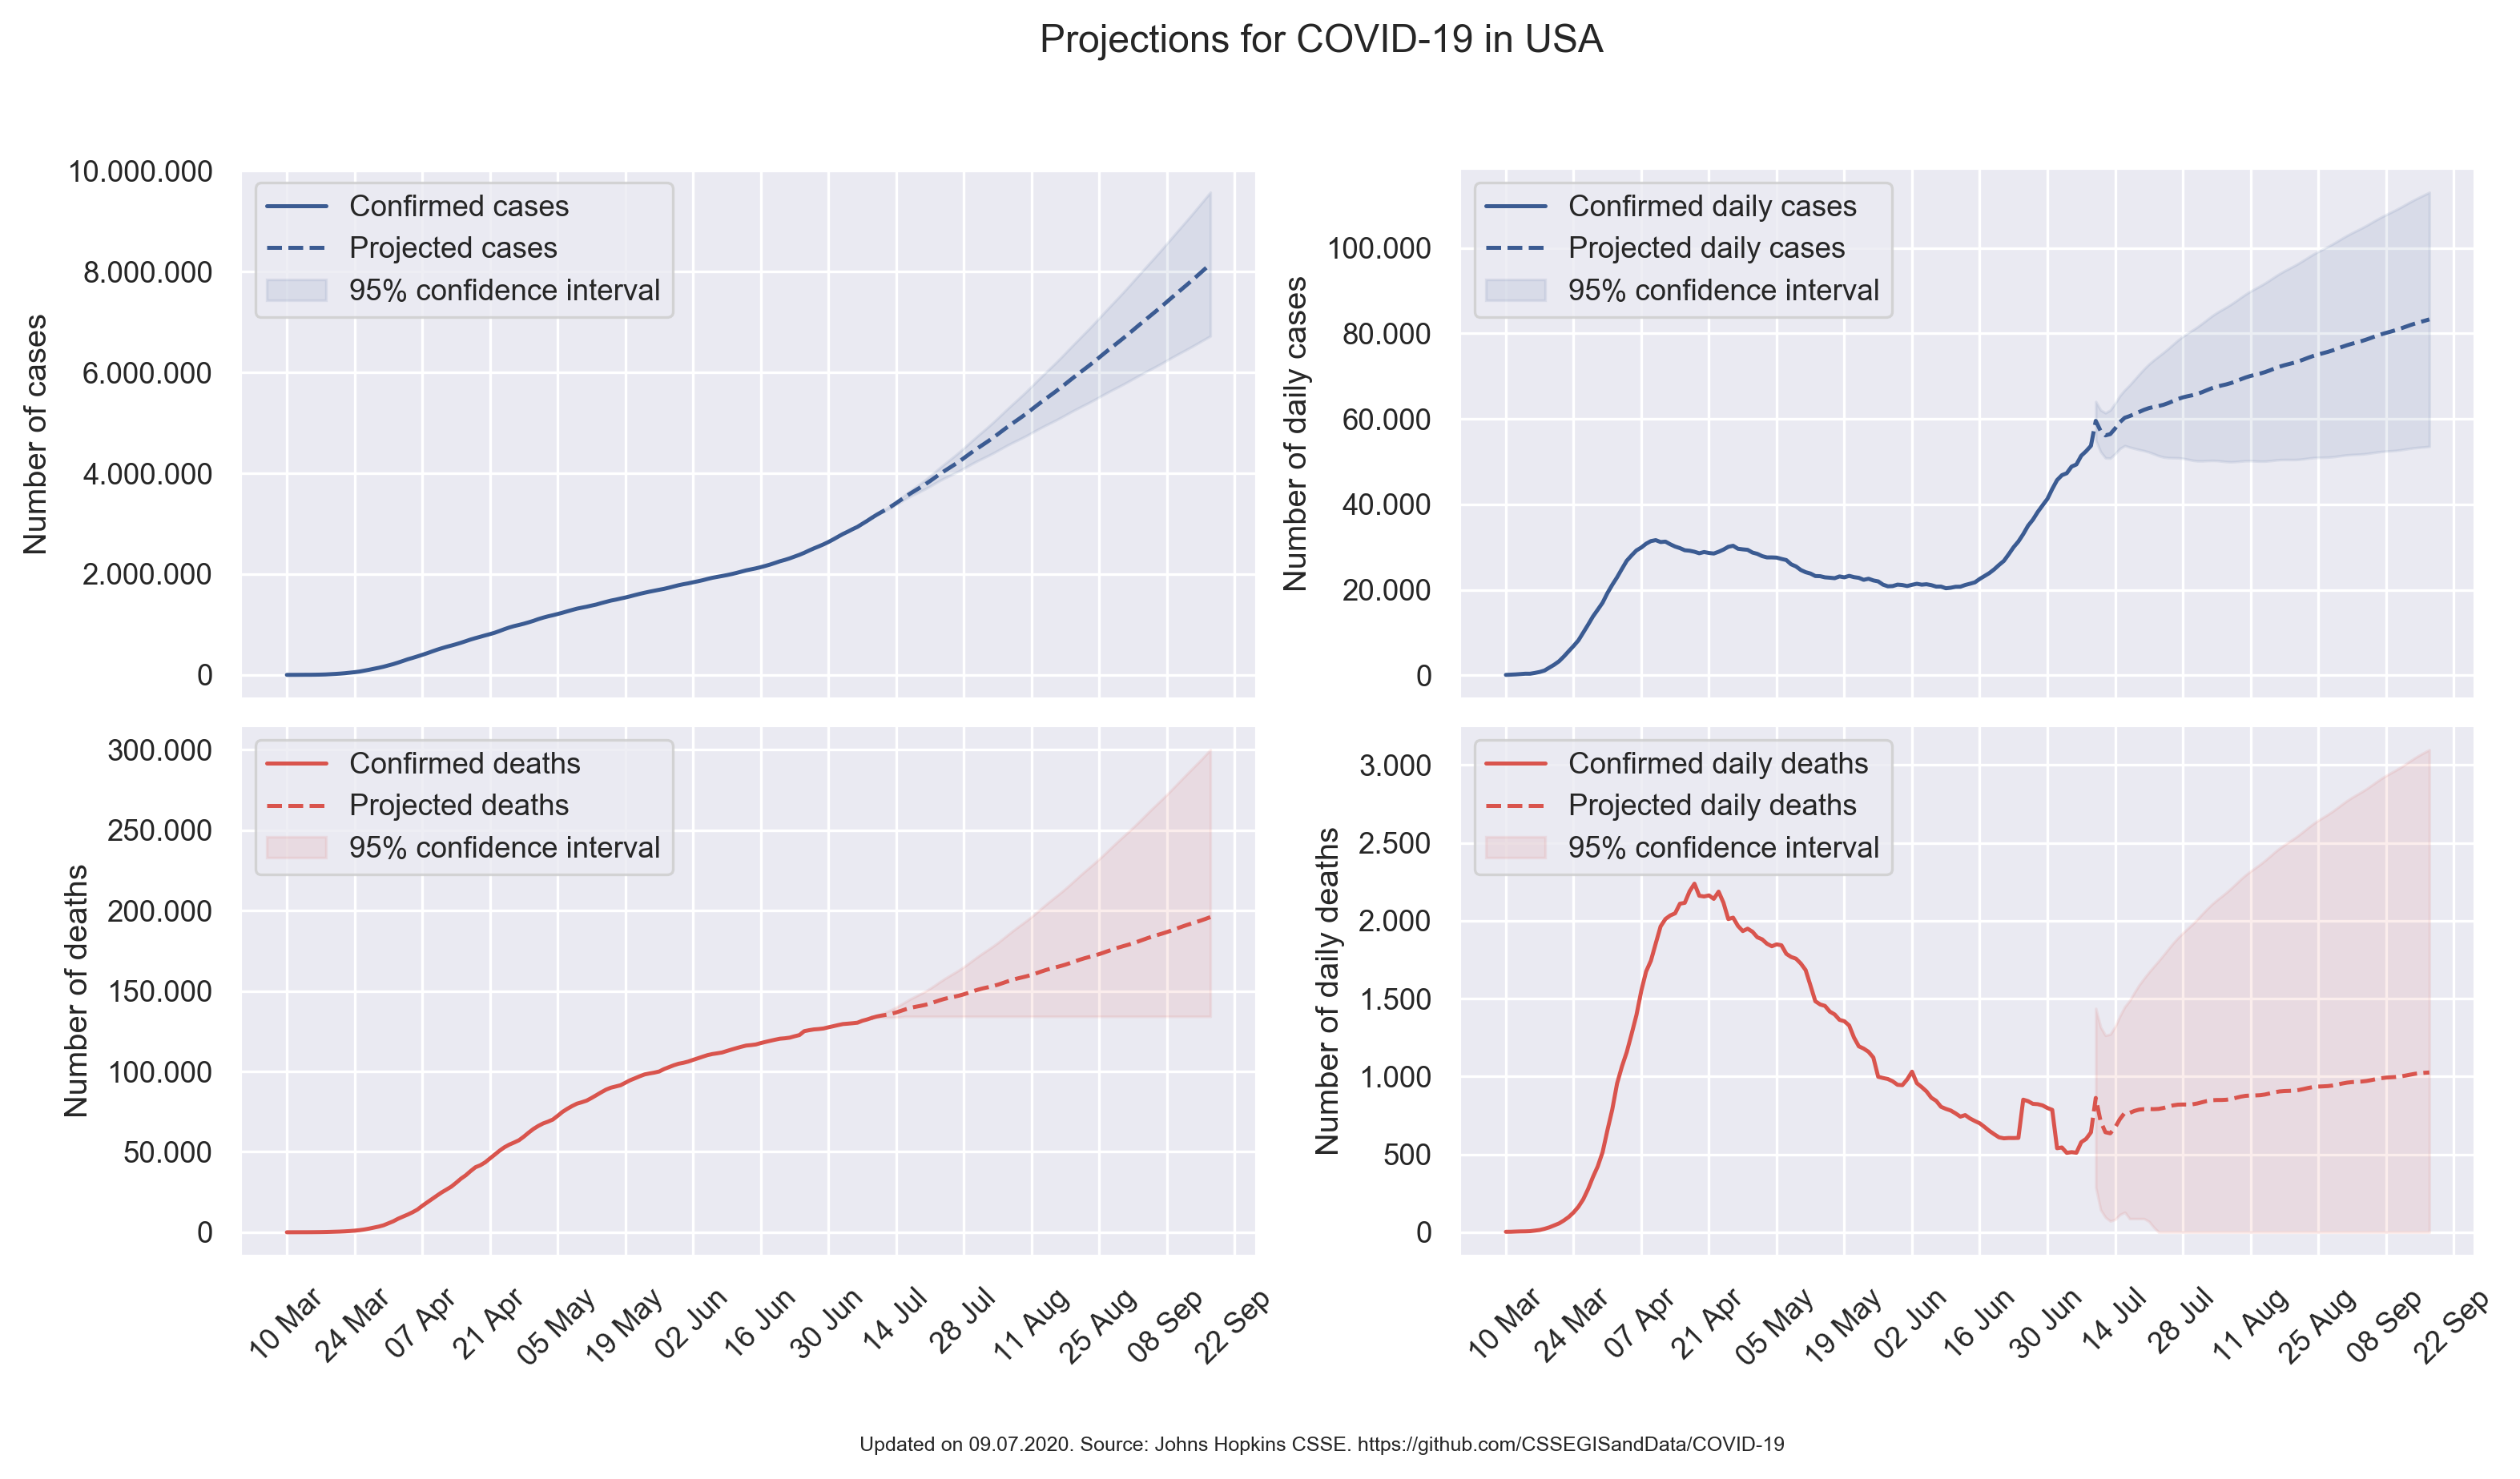 Projections for COVID-19 in USA
10.000.000
8.000.000
6.000.000
4.000.000
2.000.000
0
Number of cases
Confirmed cases
Projected cases
95% confidence interval
100.000
80.000
60.000
40.000
20.000
0
Number of daily cases
Confirmed daily cases
Projected daily cases
95% confidence interval
300.000
250.000
200.000
150.000
100.000
50.000
0
Number of deaths
Confirmed deaths
Projected deaths
95% confidence interval
10 Mar
24 Mar
07 Apr
21 Apr
05 May
19 May
02 Jun
16 Jun
30 Jun
14 Jul
28 Jul
11 Aug
25 Aug
08 Sep
22 Sep
3.000
2.500
2.000
1.500
1.000
500
0
Number of daily deaths
Confirmed daily deaths
Projected daily deaths
95% confidence interval
10 Mar
24 Mar
07 Apr
21 Apr
05 May
19 May
02 Jun
16 Jun
30 Jun
14 Jul
28 Jul
11 Aug
25 Aug
08 Sep
22 Sep
Updated on 09.07.2020. Source: Johns Hopkins CSSE. https://github.com/CSSEGISandData/COVID-19